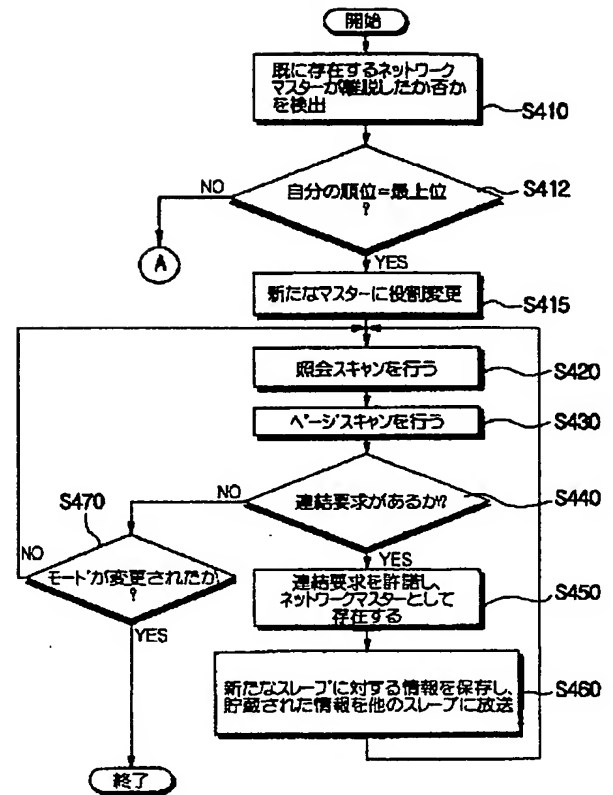 開始
既に存在するネットワーク
マスターが離説したか否か
を検出
S410
自分の順位=最上位
?
S412
NO
A
YES
新たなマスターに役割変更
S415
照会スキャンを行う
S420
ページスキャンを行う
S430
連結要求があるか?
S440
NO
S470
モードが変更されたか
?
NO
YES
YES
連結要求を許諾し、
ネットワークマスターとして
存在する
S450
新たなスレーブに対する情報を保存し、
貯蔵された情報を他のスレーブに放送
S460
終了